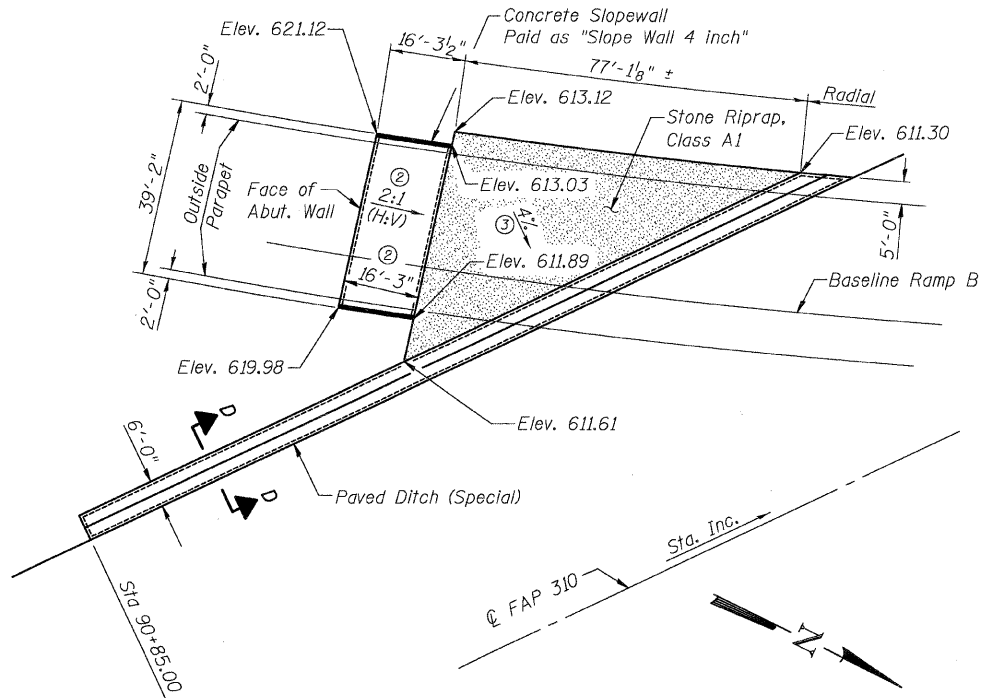 Concrete Slopewall
Paid as "Slope Wall 4 inch"
Elev. 621.12
16'-3½"
77'-1⅛" ±
Radial
2'-0"
Elev. 613.12
Stone Riprap,
Class A1
Elev. 611.30
39'-2"
Outside
Parapet
Face of
Abut. Wall
② 
2:1
(H:V)
Elev. 613.03
③ 4%
5'-0"
②
16'-3"
Elev. 611.89
Baseline Ramp B
2'-0"
Elev. 619.98
Elev. 611.61
6'-0"
D
D
Paved Ditch (Special)
Sta. Inc.
℄ FAP 310
Sta 90+85.00
N